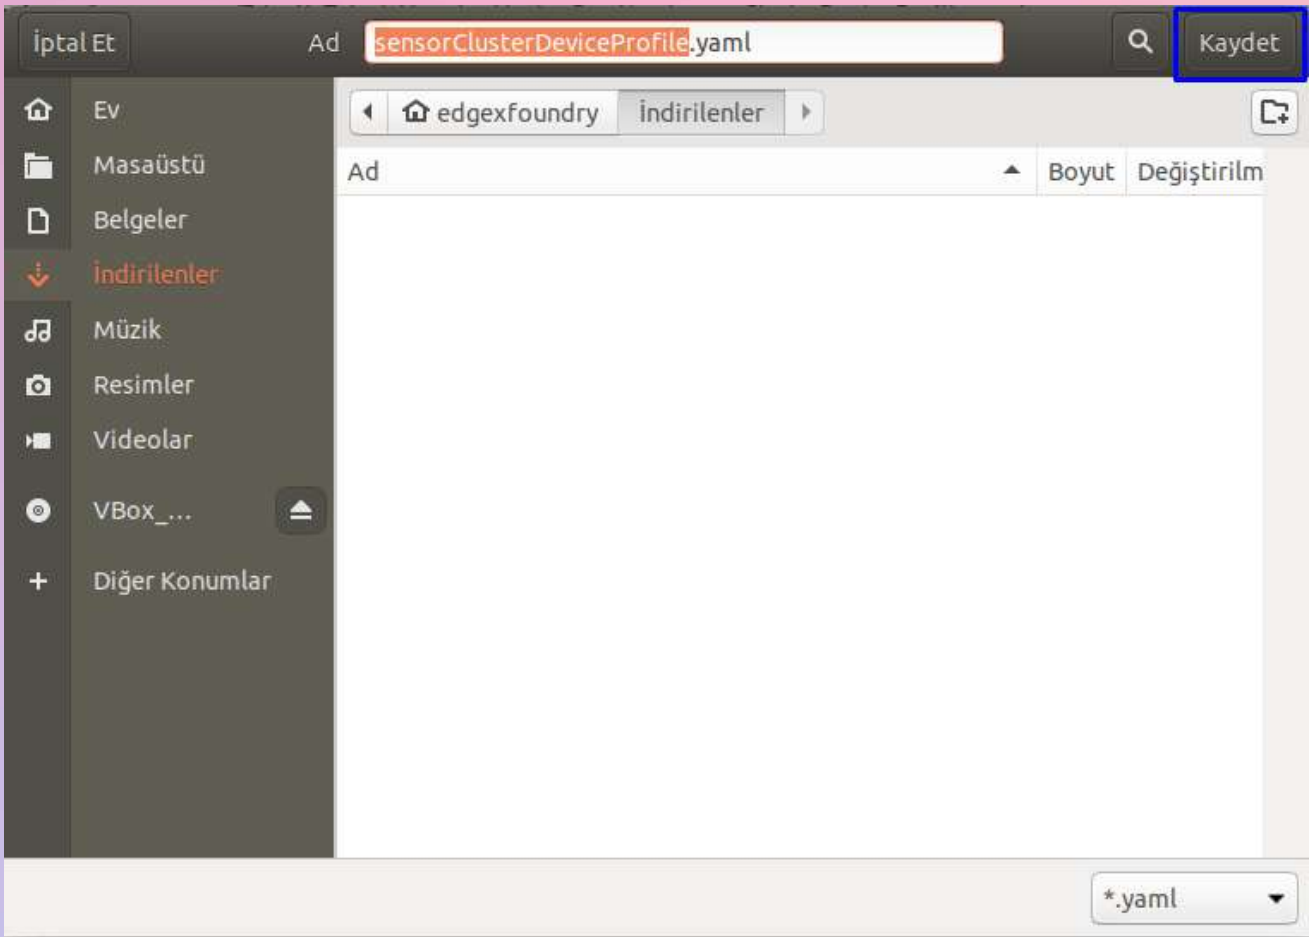 İptal Et Ad sensorClusterDeviceProfile.yaml Kaydet
Ev
Masaüstü
Belgeler
İndirilenler
Müzik
Resimler
Videolar
VBox_...
Diğer Konumlar
edgexfoundry İndirilenler
Ad Boyut Değiştirilm
*.yaml